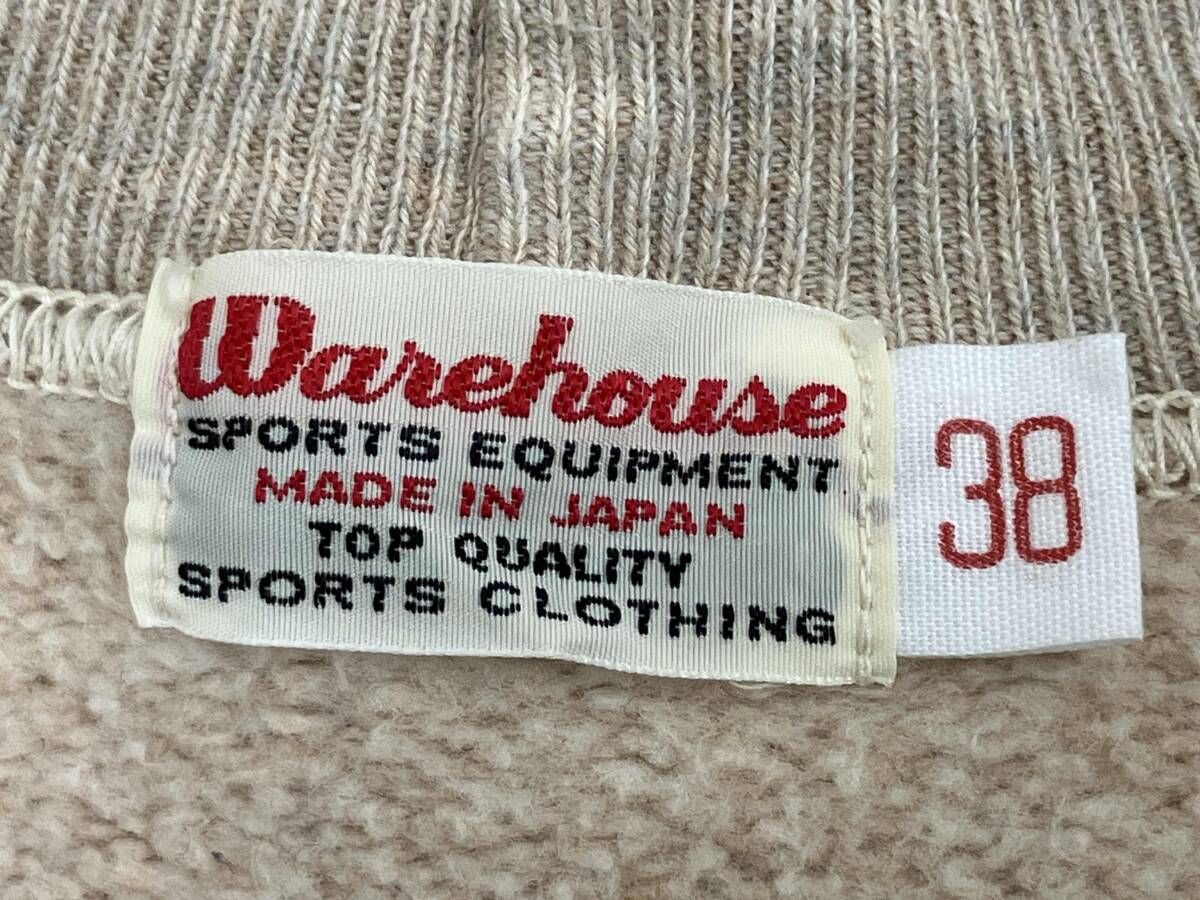 Warehouse
SPORTS EQUIPMENT
MADE IN JAPAN
TOP QUALITY
SPORTS CLOTHING
38